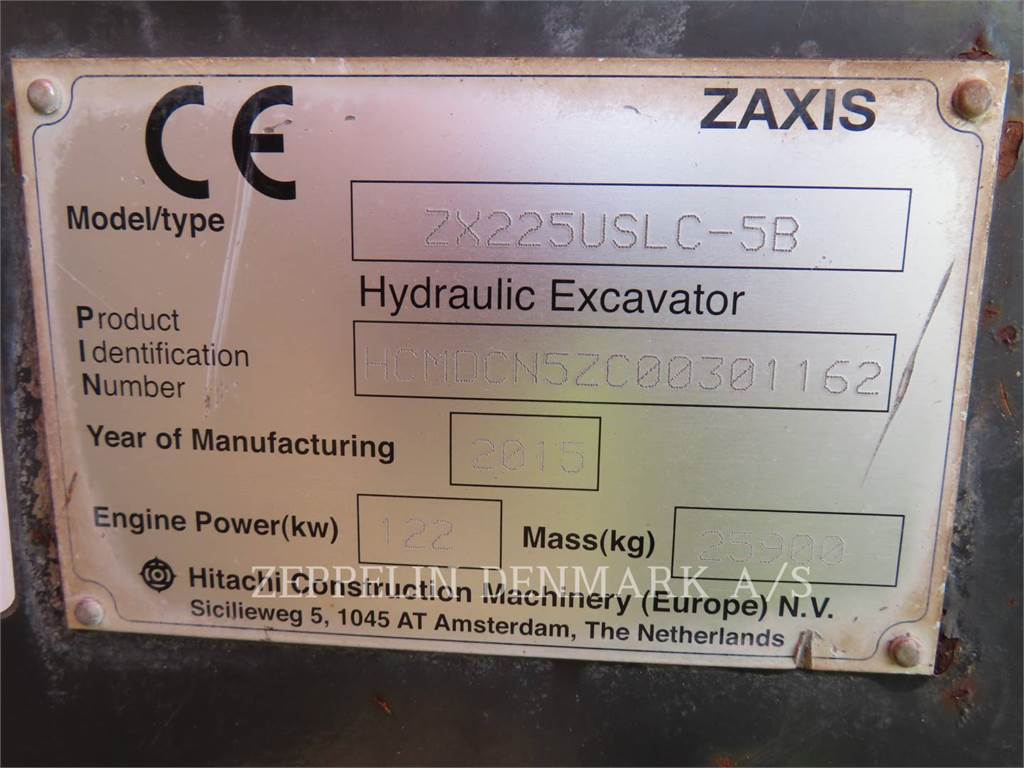 CE
ZAXIS
Model/type ZX225USLC-5B
Hydraulic Excavator
Product
Identification HCMDCN5ZC00301162
Number
Year of Manufacturing 2015
Engine Power(kw) 122 Mass(kg) 25900
Hitachi Construction Machinery (Europe) N.V.
ZEPPELIN DENMARK A/S
Sicilieweg 5, 1045 AT Amsterdam, The Netherlands